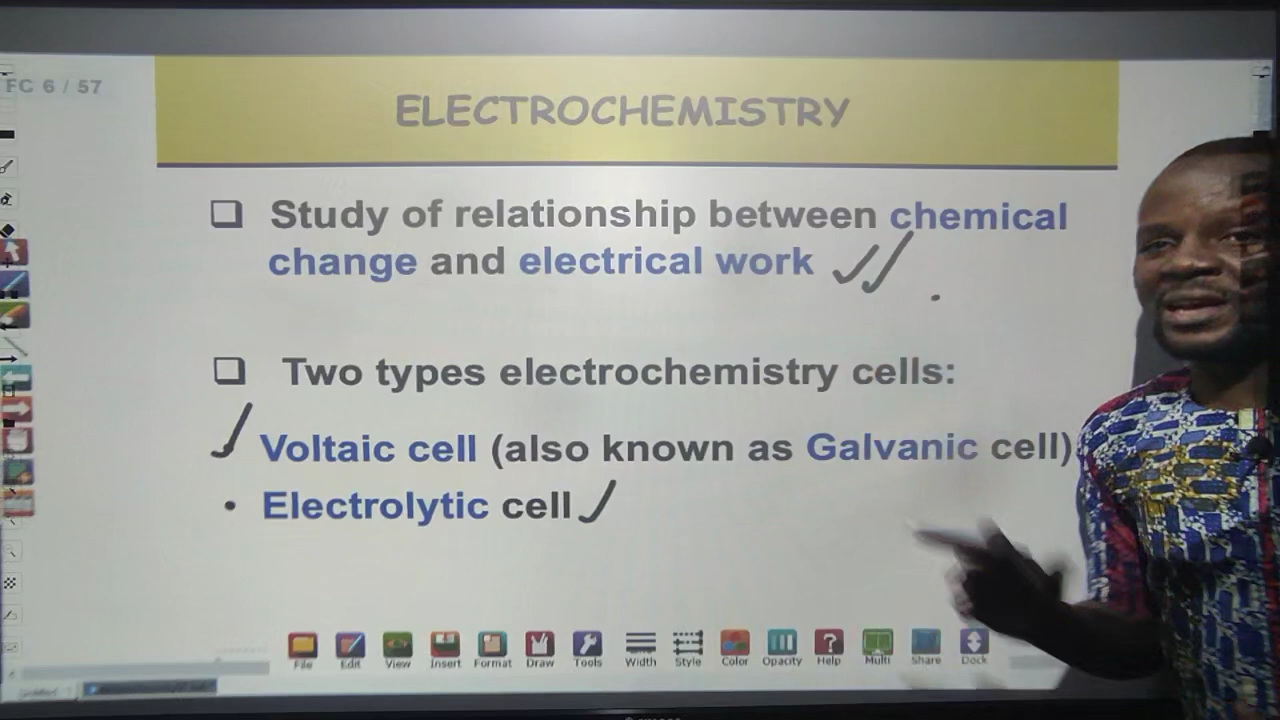 FC 6 / 57
ELECTROCHEMISTRY
❑ Study of relationship between chemical
change and electrical work
❑ Two types electrochemistry cells:
Voltaic cell (also known as Galvanic cell)
• Electrolytic cell
File Edit View Insert Format Draw Tools Width Style Color Opacity Help Multi Share Dock